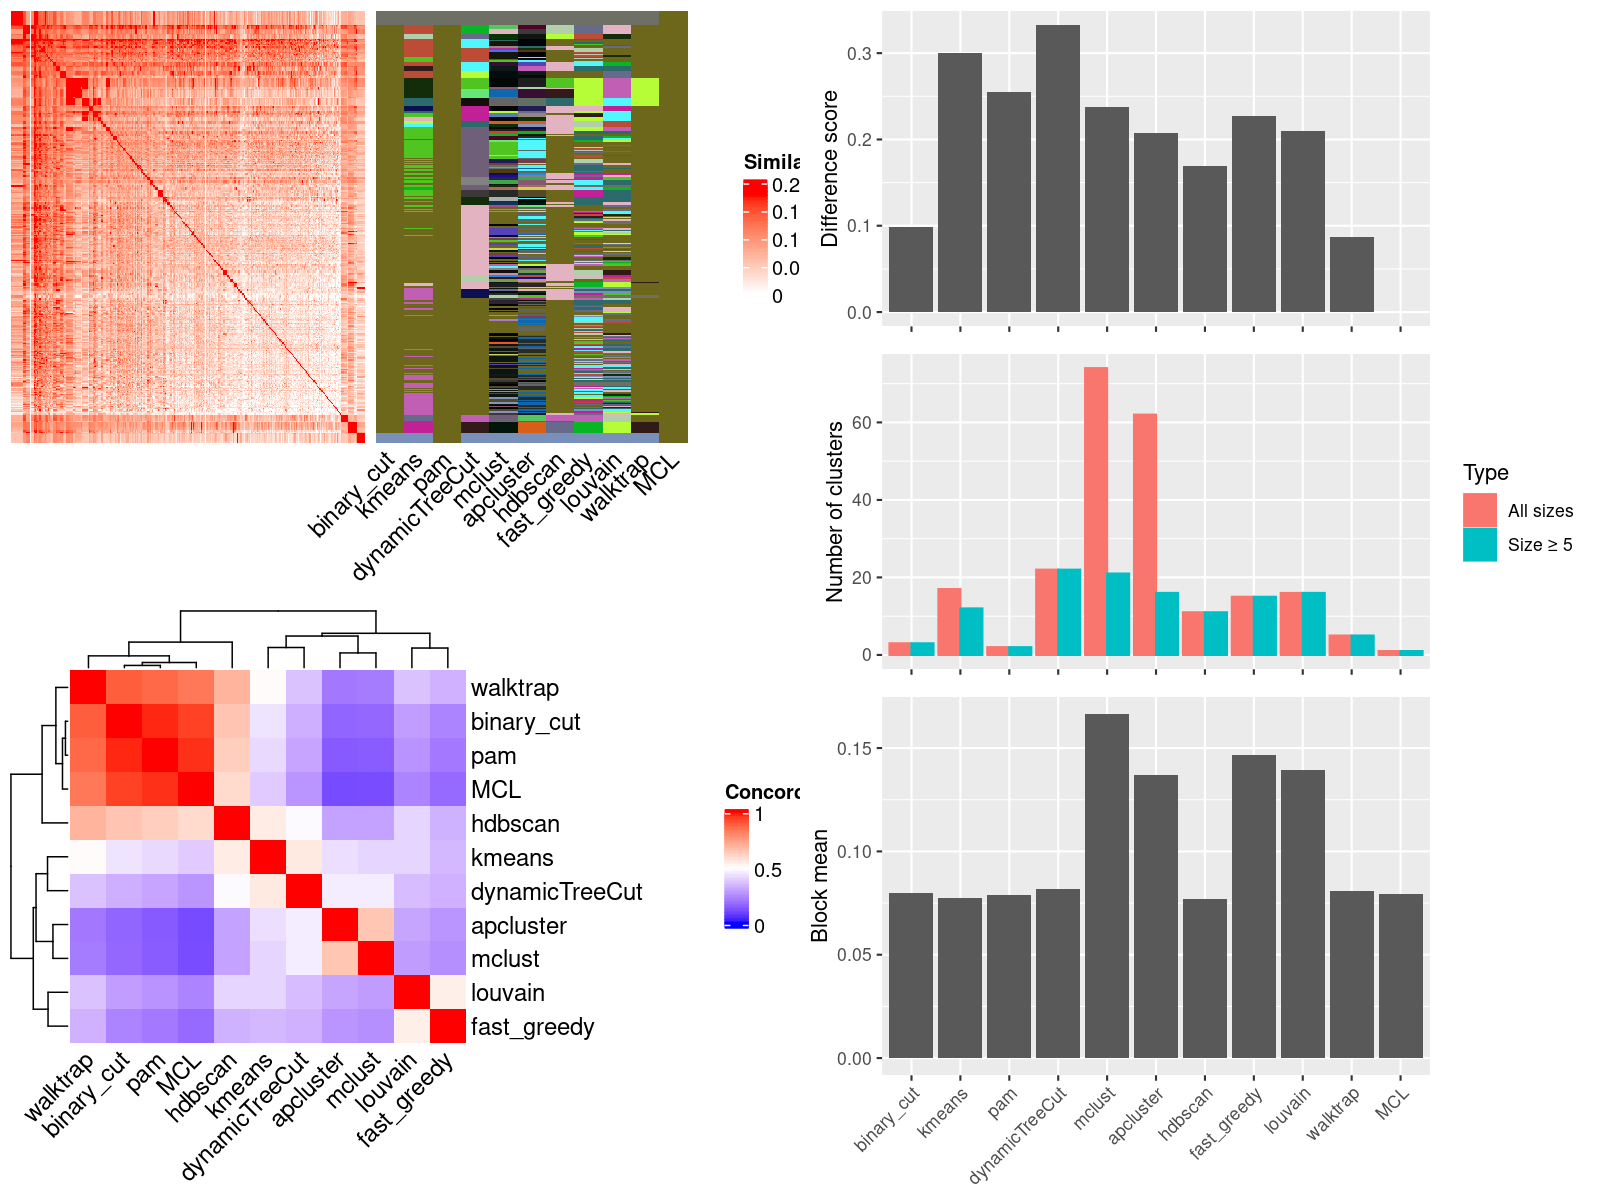 Simila
0.2
0.1
0.1
0.0
0
binary_cut
kmeans
pam
dynamicTreeCut
mclust
apcluster
hdbscan
fast_greedy
louvain
walktrap
MCL
walktrap
binary_cut
pam
MCL
hdbscan
kmeans
dynamicTreeCut
apcluster
mclust
louvain
fast_greedy
walktrap
binary_cut
pam
MCL
hdbscan
kmeans
dynamicTreeCut
apcluster
mclust
louvain
fast_greedy
Concord
1
0.5
0
Difference score
0.3
0.2
0.1
0.0
Number of clusters
60
40
20
0
Type
All sizes
Size ≥ 5
Block mean
0.15
0.10
0.05
0.00
binary_cut
kmeans
pam
dynamicTreeCut
mclust
apcluster
hdbscan
fast_greedy
louvain
walktrap
MCL